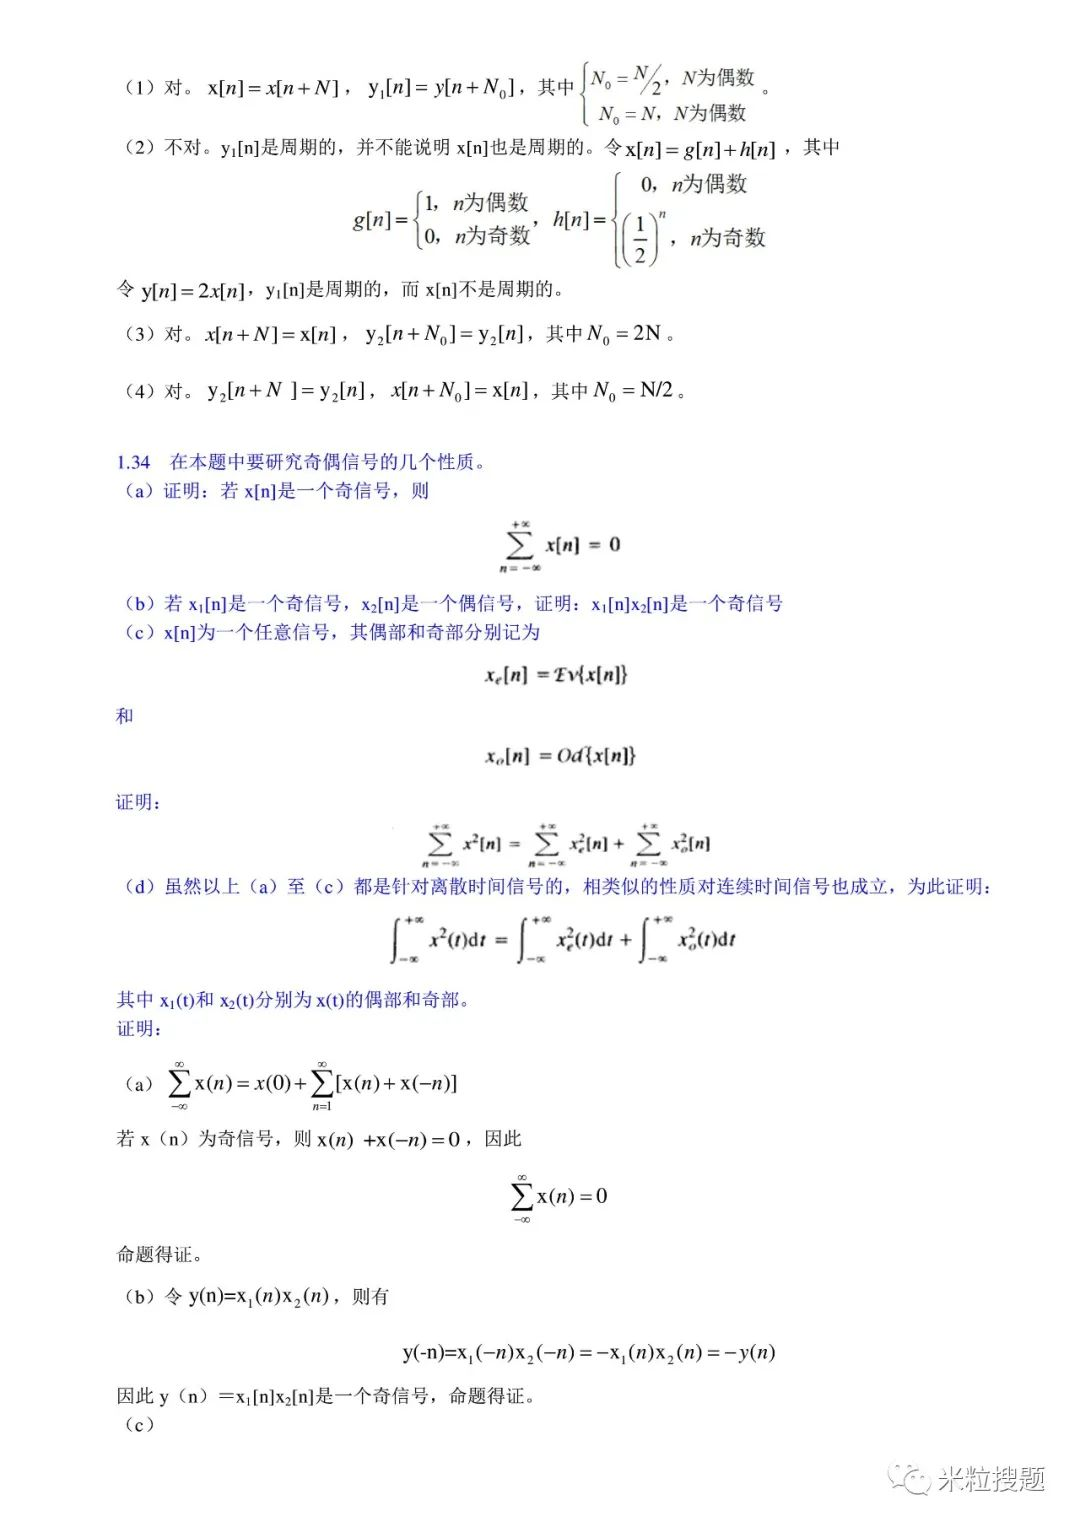 （1）对。 x[n] = x[n + N] ， y₁[n] = y[n + N₀] ，其中 { N₀ = N/2，N为偶数
N₀ = N，N为偶数 。
（2）不对。y₁[n]是周期的，并不能说明 x[n]也是周期的。令 x[n] = g[n] + h[n] ，其中
g[n] = { 1，n为偶数 0，n为奇数 ，h[n] = { 0，n为偶数 (1/2)ⁿ，n为奇数
令 y[n] = 2x[n]，y₁[n]是周期的，而 x[n]不是周期的。
（3）对。 x[n + N] = x[n] ， y₂[n + N₀] = y₂[n]，其中 N₀ = 2N 。
（4）对。 y₂[n + N ] = y₂[n]，x[n + N₀] = x[n]，其中 N₀ = N/2 。
1.34 在本题中要研究奇偶信号的几个性质。
（a）证明：若 x[n]是一个奇信号，则
∑_{n=−∞}^{+∞} x[n] = 0
（b）若 x₁[n]是一个奇信号，x₂[n]是一个偶信号，证明：x₁[n]x₂[n]是一个奇信号
（c）x[n]为一个任意信号，其偶部和奇部分别记为
xₑ[n] = Ev{x[n]}
和
xₒ[n] = Od{x[n]}
证明：
∑_{n=−∞}^{+∞} x²[n] = ∑_{n=−∞}^{+∞} xₑ²[n] + ∑_{n=−∞}^{+∞} xₒ²[n]
（d）虽然以上（a）至（c）都是针对离散时间信号的，相类似的性质对连续时间信号也成立，为此证明：
∫_{−∞}^{+∞} x²(t)dt = ∫_{−∞}^{+∞} xₑ²(t)dt + ∫_{−∞}^{+∞} xₒ²(t)dt
其中 x₁(t)和 x₂(t)分别为 x(t)的偶部和奇部。
证明：
（a） ∑_{−∞}^{∞} x(n) = x(0) + ∑_{n=1}^{∞} [x(n) + x(−n)]
若 x（n）为奇信号，则 x(n) +x(−n) = 0 ，因此
∑_{−∞}^{∞} x(n) = 0
命题得证。
（b）令 y(n)=x₁(n)x₂(n)，则有
y(-n)=x₁(−n)x₂(−n) = −x₁(n)x₂(n) = −y(n)
因此 y（n）＝x₁[n]x₂[n]是一个奇信号，命题得证。
（c）
米粒搜题